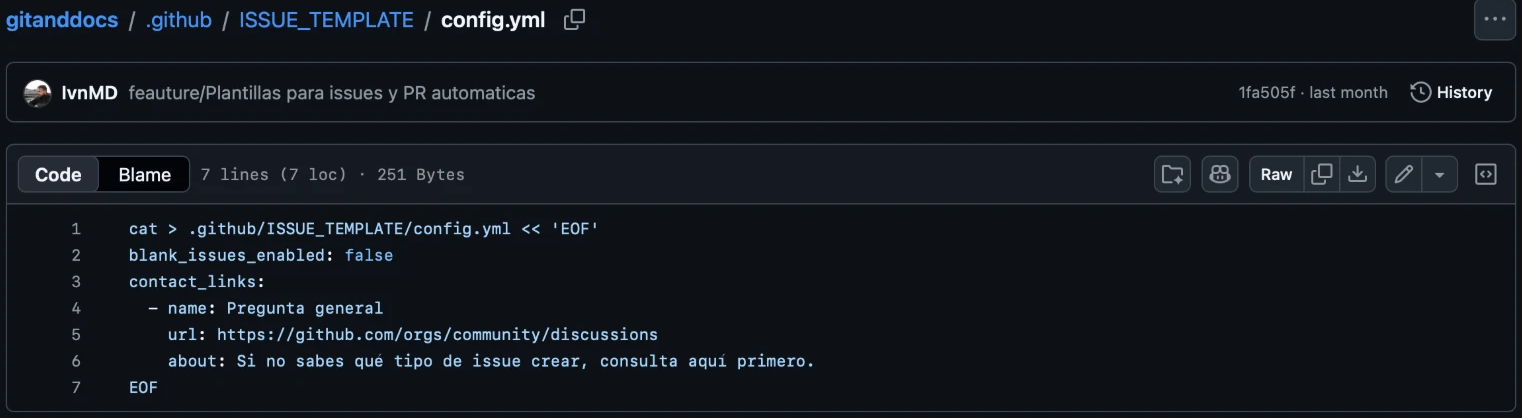 gitanddocs / .github / ISSUE_TEMPLATE / config.yml
IvnMD feauture/Plantillas para issues y PR automaticas 1fa505f · last month History
Code Blame 7 lines (7 loc) · 251 Bytes Raw
1 cat > .github/ISSUE_TEMPLATE/config.yml << 'EOF'
2 blank_issues_enabled: false
3 contact_links:
4   - name: Pregunta general
5     url: https://github.com/orgs/community/discussions
6     about: Si no sabes qué tipo de issue crear, consulta aquí primero.
7 EOF